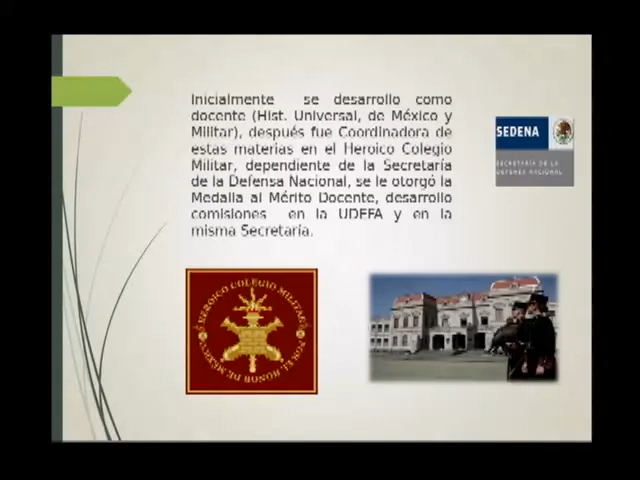 Inicialmente se desarrollo como
docente (Hist. Universal, de México y
Militar), después fue Coordinadora de
estas materias en el Heroico Colegio
Militar, dependiente de la Secretaría
de la Defensa Nacional, se le otorgó la
Medalla al Mérito Docente, desarrollo
comisiones en la UDEFA y en la
misma Secretaría.
SEDENA
SECRETARÍA DE LA
DEFENSA NACIONAL
HEROICO COLEGIO MILITAR
POR EL HONOR DE MÉXICO